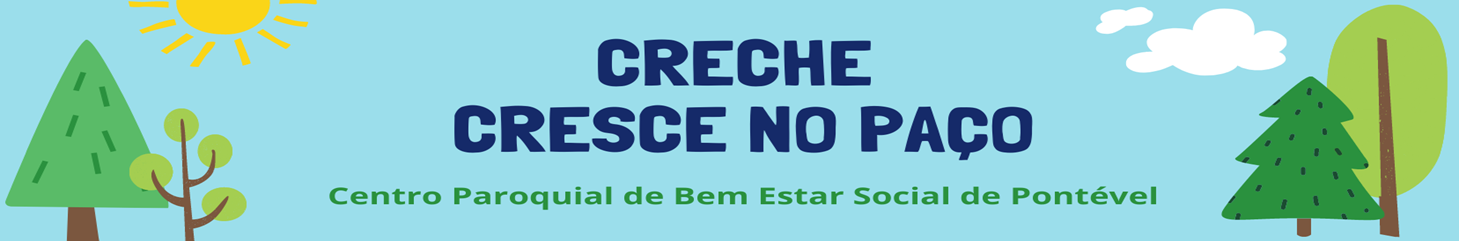 CRECHE
CRESCE NO PAÇO
Centro Paroquial de Bem Estar Social de Pontével